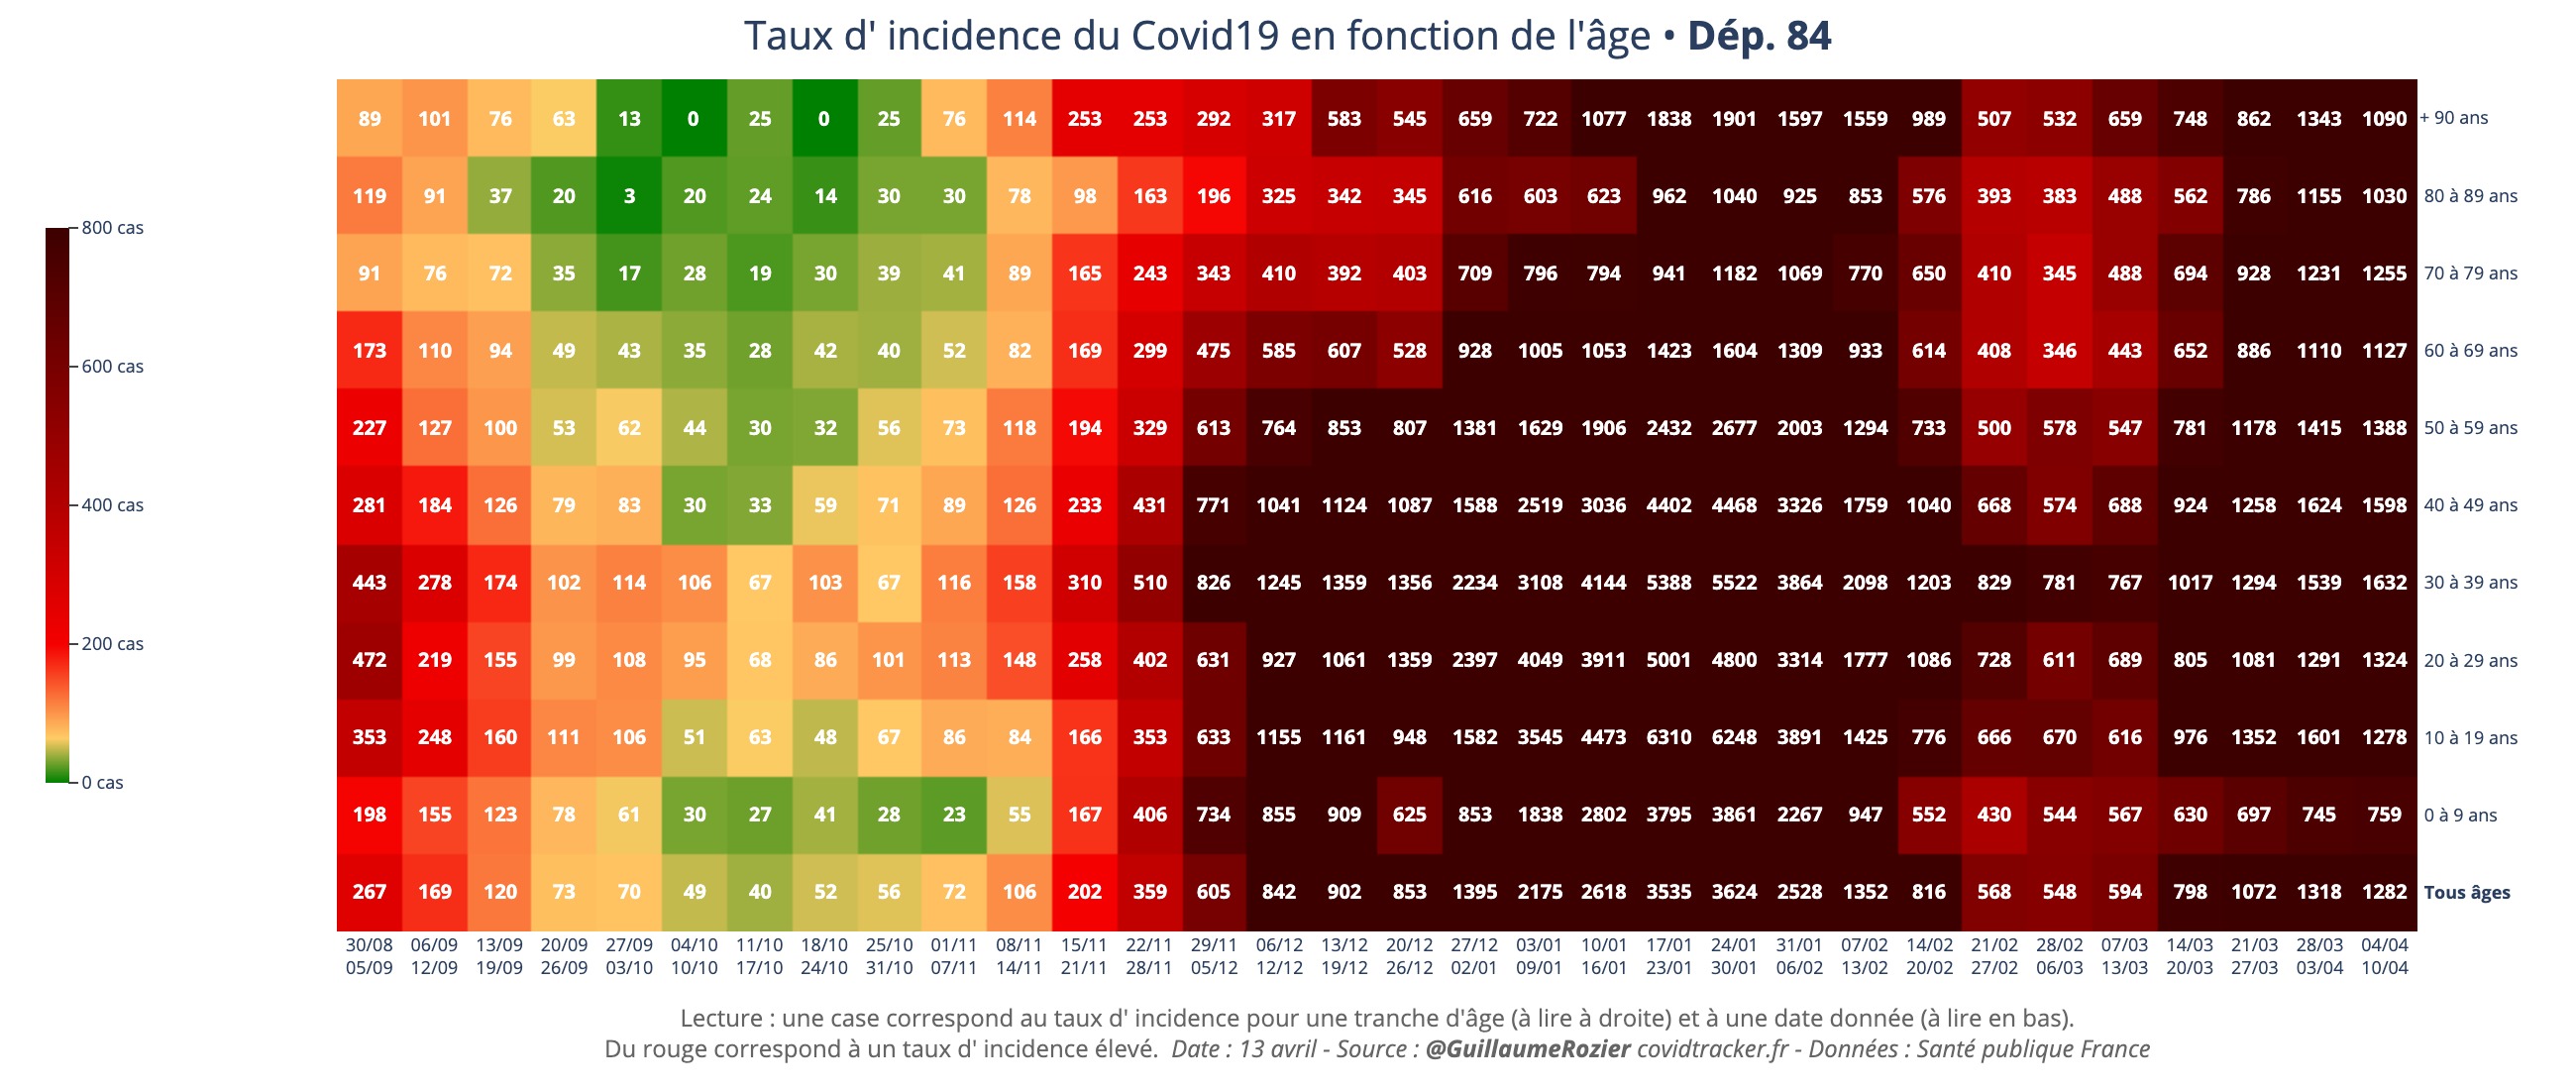 Taux d' incidence du Covid19 en fonction de l'âge • Dép. 84
89 101 76 63 13 0 25 0 25 76 114 253 253 292 317 583 545 659 722 1077 1838 1901 1597 1559 989 507 532 659 748 862 1343 1090 + 90 ans
119 91 37 20 3 20 24 14 30 30 78 98 163 196 325 342 345 616 603 623 962 1040 925 853 576 393 383 488 562 786 1155 1030 80 à 89 ans
800 cas
91 76 72 35 17 28 19 30 39 41 89 165 243 343 410 392 403 709 796 794 941 1182 1069 770 650 410 345 488 694 928 1231 1255 70 à 79 ans
173 110 94 49 43 35 28 42 40 52 82 169 299 475 585 607 528 928 1005 1053 1423 1604 1309 933 614 408 346 443 652 886 1110 1127 60 à 69 ans
600 cas
227 127 100 53 62 44 30 32 56 73 118 194 329 613 764 853 807 1381 1629 1906 2432 2677 2003 1294 733 500 578 547 781 1178 1415 1388 50 à 59 ans
400 cas
281 184 126 79 83 30 33 59 71 89 126 233 431 771 1041 1124 1087 1588 2519 3036 4402 4468 3326 1759 1040 668 574 688 924 1258 1624 1598 40 à 49 ans
443 278 174 102 114 106 67 103 67 116 158 310 510 826 1245 1359 1356 2234 3108 4144 5388 5522 3864 2098 1203 829 781 767 1017 1294 1539 1632 30 à 39 ans
200 cas
472 219 155 99 108 95 68 86 101 113 148 258 402 631 927 1061 1359 2397 4049 3911 5001 4800 3314 1777 1086 728 611 689 805 1081 1291 1324 20 à 29 ans
353 248 160 111 106 51 63 48 67 86 84 166 353 633 1155 1161 948 1582 3545 4473 6310 6248 3891 1425 776 666 670 616 976 1352 1601 1278 10 à 19 ans
0 cas
198 155 123 78 61 30 27 41 28 23 55 167 406 734 855 909 625 853 1838 2802 3795 3861 2267 947 552 430 544 567 630 697 745 759 0 à 9 ans
267 169 120 73 70 49 40 52 56 72 106 202 359 605 842 902 853 1395 2175 2618 3535 3624 2528 1352 816 568 548 594 798 1072 1318 1282 Tous âges
30/08 06/09 13/09 20/09 27/09 04/10 11/10 18/10 25/10 01/11 08/11 15/11 22/11 29/11 06/12 13/12 20/12 27/12 03/01 10/01 17/01 24/01 31/01 07/02 14/02 21/02 28/02 07/03 14/03 21/03 28/03 04/04
05/09 12/09 19/09 26/09 03/10 10/10 17/10 24/10 31/10 07/11 14/11 21/11 28/11 05/12 12/12 19/12 26/12 02/01 09/01 16/01 23/01 30/01 06/02 13/02 20/02 27/02 06/03 13/03 20/03 27/03 03/04 10/04
Lecture : une case correspond au taux d' incidence pour une tranche d'âge (à lire à droite) et à une date donnée (à lire en bas).
Du rouge correspond à un taux d' incidence élevé. Date : 13 avril - Source : @GuillaumeRozier covidtracker.fr - Données : Santé publique France